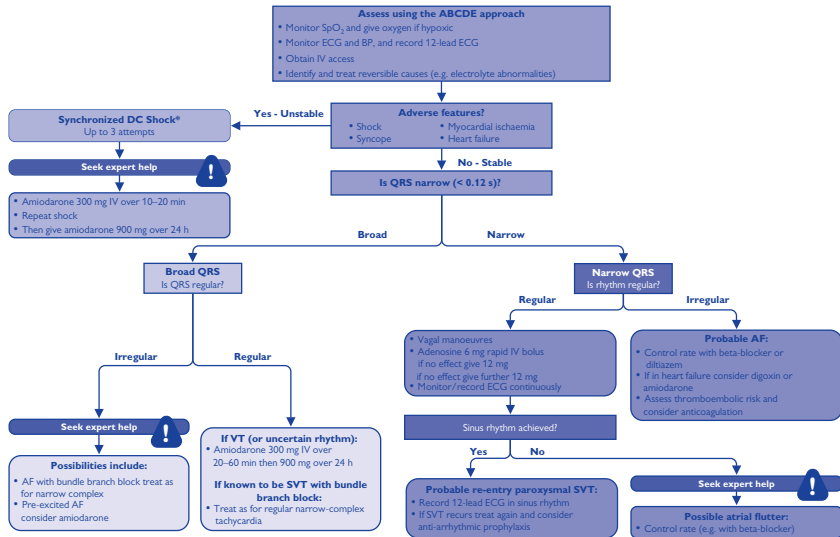 Assess using the ABCDE approach
• Monitor SpO₂ and give oxygen if hypoxic
• Monitor ECG and BP, and record 12-lead ECG
• Obtain IV access
• Identify and treat reversible causes (e.g. electrolyte abnormalities)
Yes - Unstable
Synchronized DC Shock*
Up to 3 attempts
Adverse features?
• Shock
• Myocardial ischaemia
• Syncope
• Heart failure
Seek expert help
!
No - Stable
• Amiodarone 300 mg IV over 10–20 min
• Repeat shock
• Then give amiodarone 900 mg over 24 h
Is QRS narrow (< 0.12 s)?
Broad
Narrow
Broad QRS
Is QRS regular?
Narrow QRS
Is rhythm regular?
Regular
Irregular
• Vagal manoeuvres
• Adenosine 6 mg rapid IV bolus
if no effect give 12 mg
if no effect give further 12 mg
• Monitor/record ECG continuously
Probable AF:
• Control rate with beta-blocker or
diltiazem
• If in heart failure consider digoxin or
amiodarone
• Assess thromboembolic risk and
consider anticoagulation
Irregular
Regular
Seek expert help
!
Possibilities include:
• AF with bundle branch block treat as
for narrow complex
• Pre-excited AF
consider amiodarone
If VT (or uncertain rhythm):
• Amiodarone 300 mg IV over
20–60 min then 900 mg over 24 h
If known to be SVT with bundle
branch block:
• Treat as for regular narrow-complex
tachycardia
Sinus rhythm achieved?
Yes
No
Probable re-entry paroxysmal SVT:
• Record 12-lead ECG in sinus rhythm
• If SVT recurs treat again and consider
anti-arrhythmic prophylaxis
Seek expert help
!
Possible atrial flutter:
• Control rate (e.g. with beta-blocker)